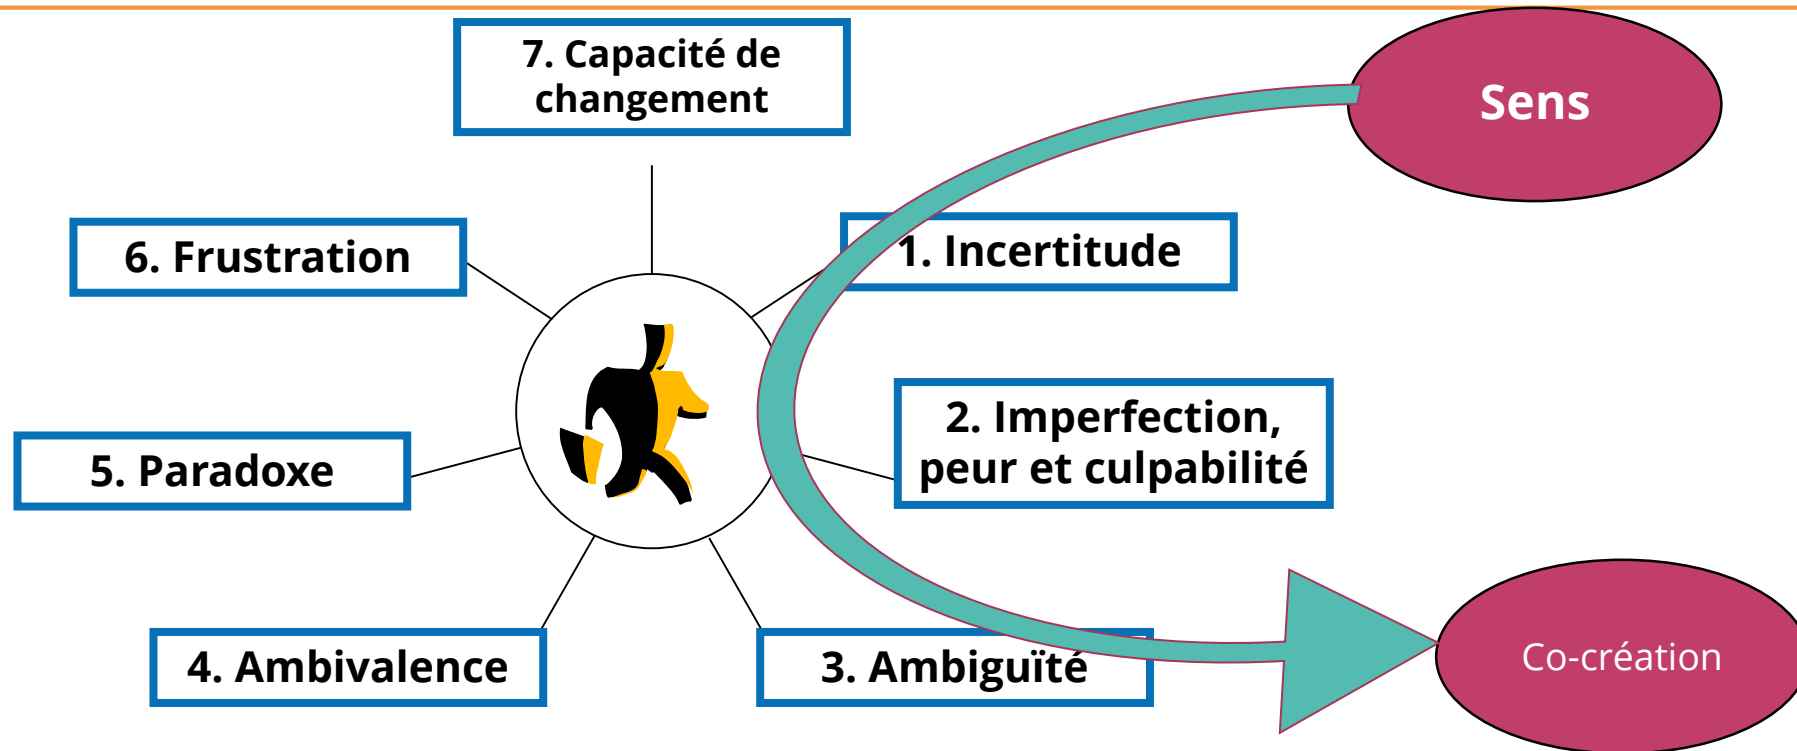 7. Capacité de
changement
Sens
6. Frustration
1. Incertitude
2. Imperfection,
peur et culpabilité
5. Paradoxe
4. Ambivalence
3. Ambiguïté
Co-création